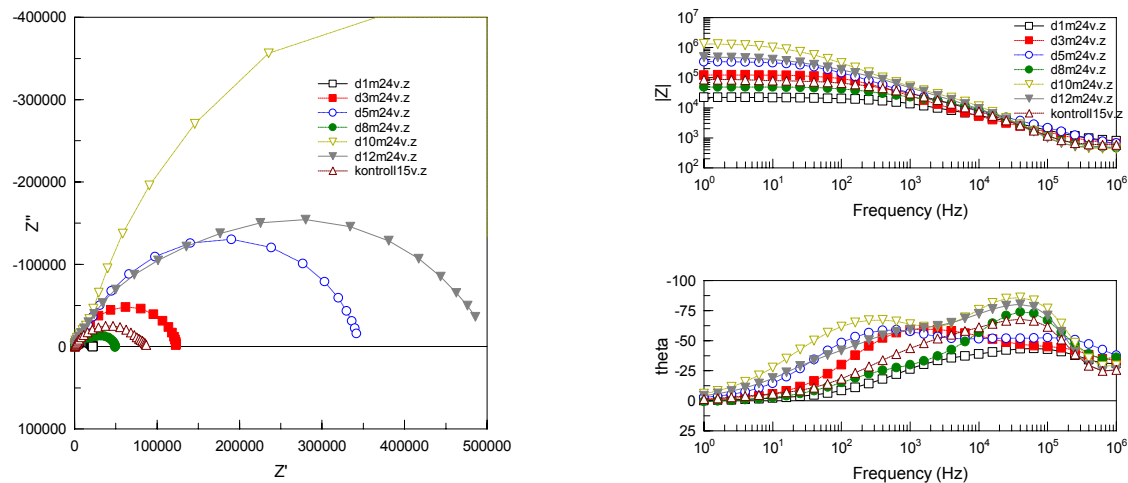 -400000
-300000
-200000
-100000
0
100000
0 100000 200000 300000 400000 500000
Z'
Z''
d1m24v.z
d3m24v.z
d5m24v.z
d8m24v.z
d10m24v.z
d12m24v.z
kontroll15v.z
10^7
10^6
10^5
10^4
10^3
10^2
10^0 10^1 10^2 10^3 10^4 10^5 10^6
Frequency (Hz)
|Z|
d1m24v.z
d3m24v.z
d5m24v.z
d8m24v.z
d10m24v.z
d12m24v.z
kontroll15v.z
-100
-75
-50
-25
0
25
10^0 10^1 10^2 10^3 10^4 10^5 10^6
Frequency (Hz)
theta